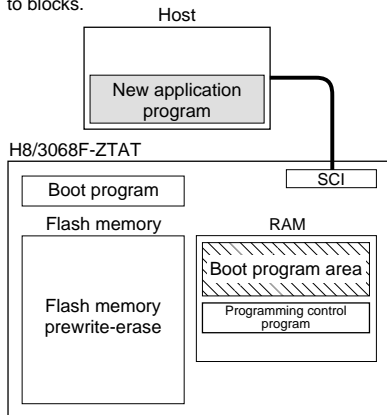 to blocks.
Host
New application
program
H8/3068F-ZTAT
SCI
Boot program
Flash memory
RAM
Boot program area
Flash memory
prewrite-erase
Programming control
program